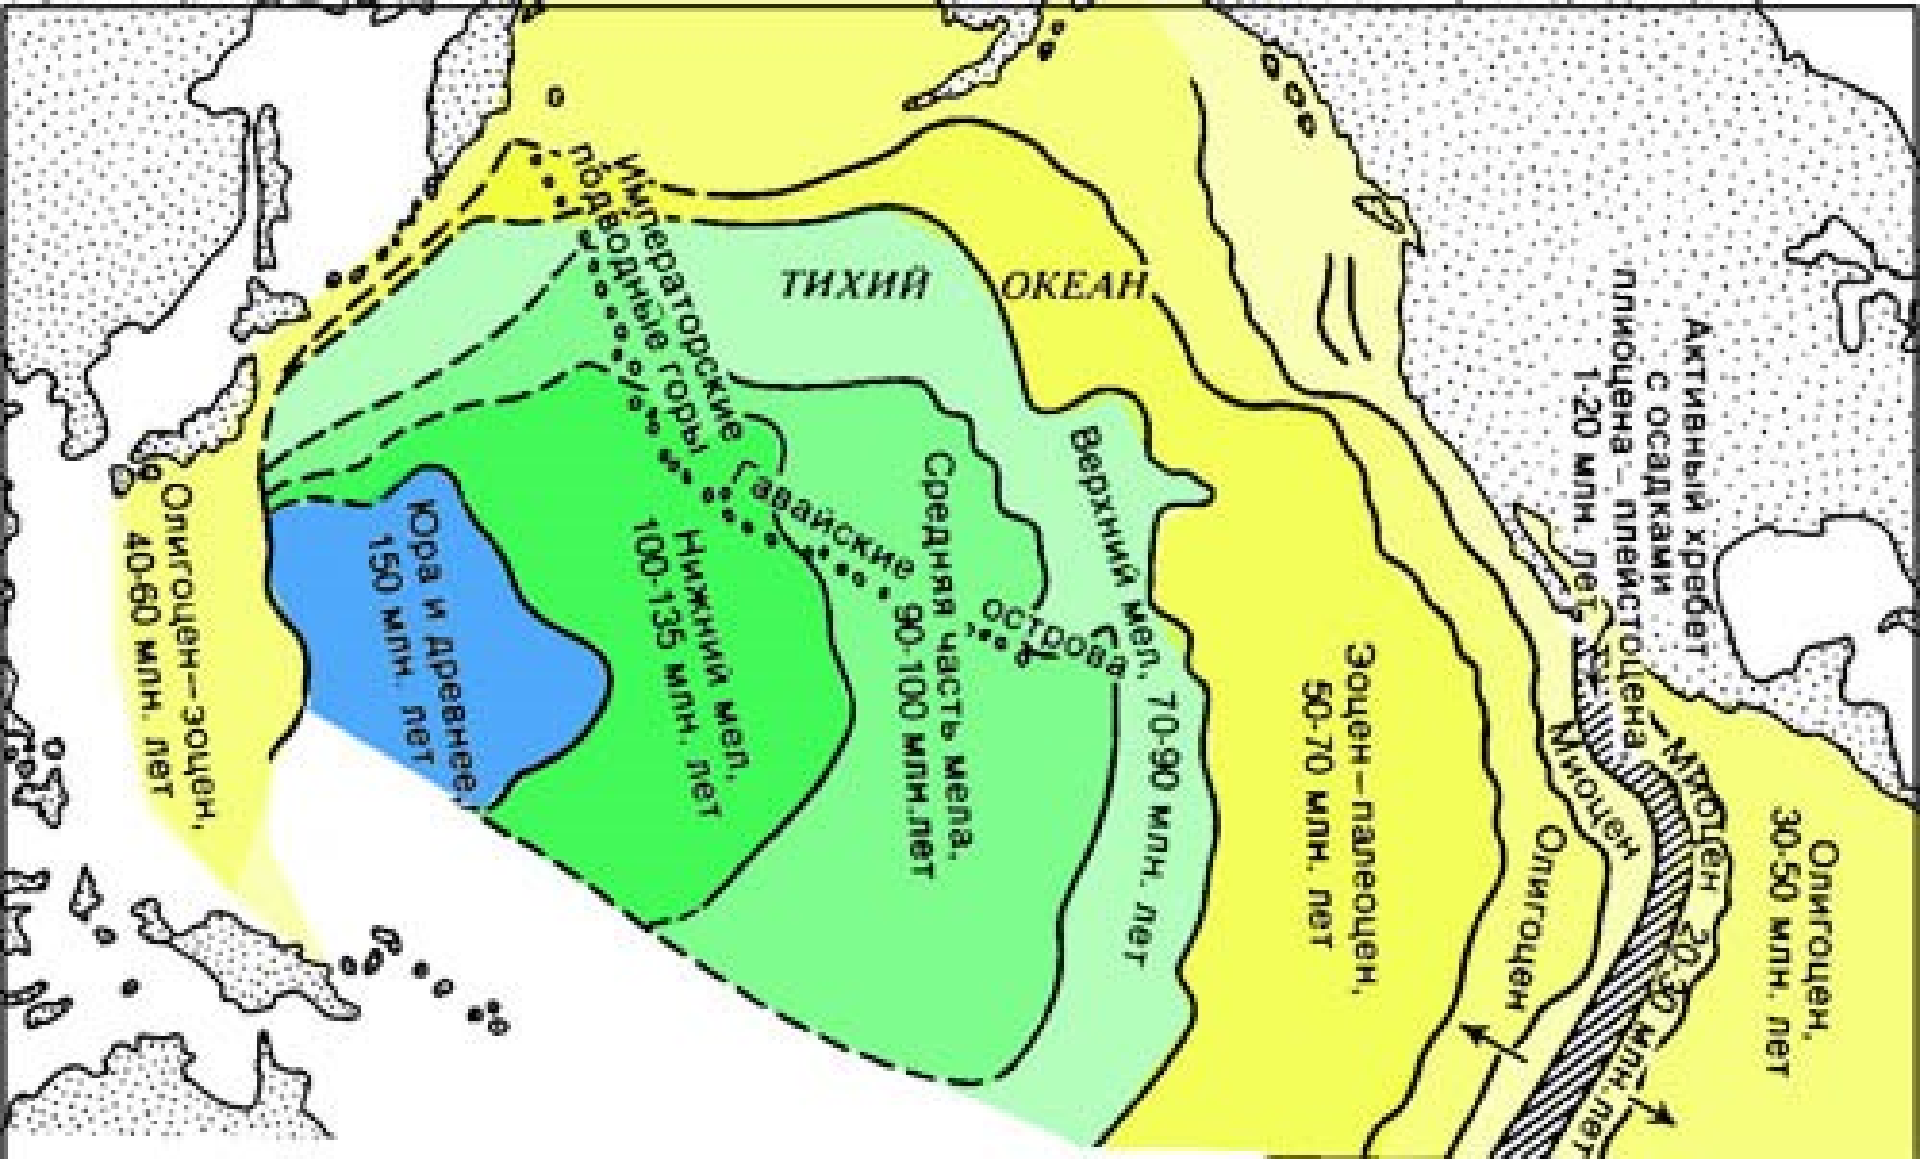 Императорские
подводные горы
ТИХИЙ ОКЕАН
Гавайские
острова
Активный хребет
с осадками
плиоцена - плейстоцена
1-20 млн. лет
Олигоцен-эоцен,
40-60 млн. лет
Юра и древнее,
150 млн. лет
Нижний мел,
100-135 млн. лет
Средняя часть мела,
90-100 млн. лет
Верхний мел, 70-90 млн. лет
Эоцен-палеоцен,
50-70 млн. лет
Олигоцен
Миоцен
Миоцен 20-30 млн. лет
Олигоцен,
30-50 млн. лет